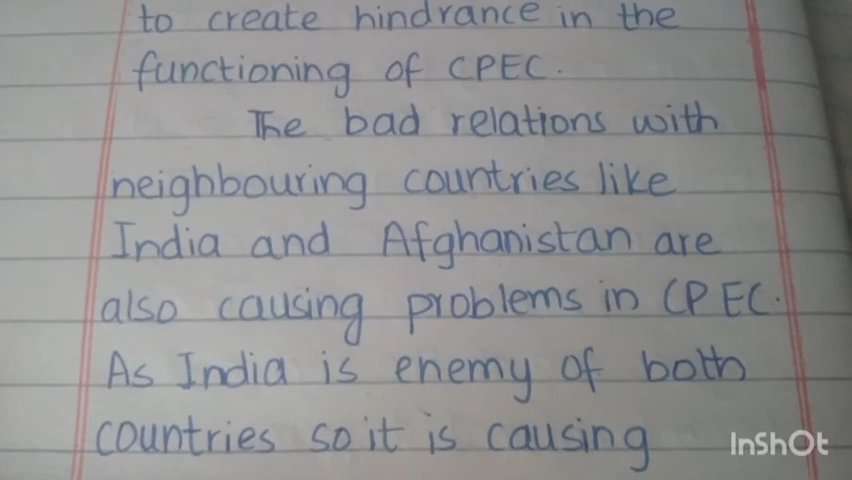 to create hindrance in the
functioning of CPEC.
The bad relations with
neighbouring countries like
India and Afghanistan are
also causing problems in CPEC.
As India is enemy of both
countries so it is causing
InShOt